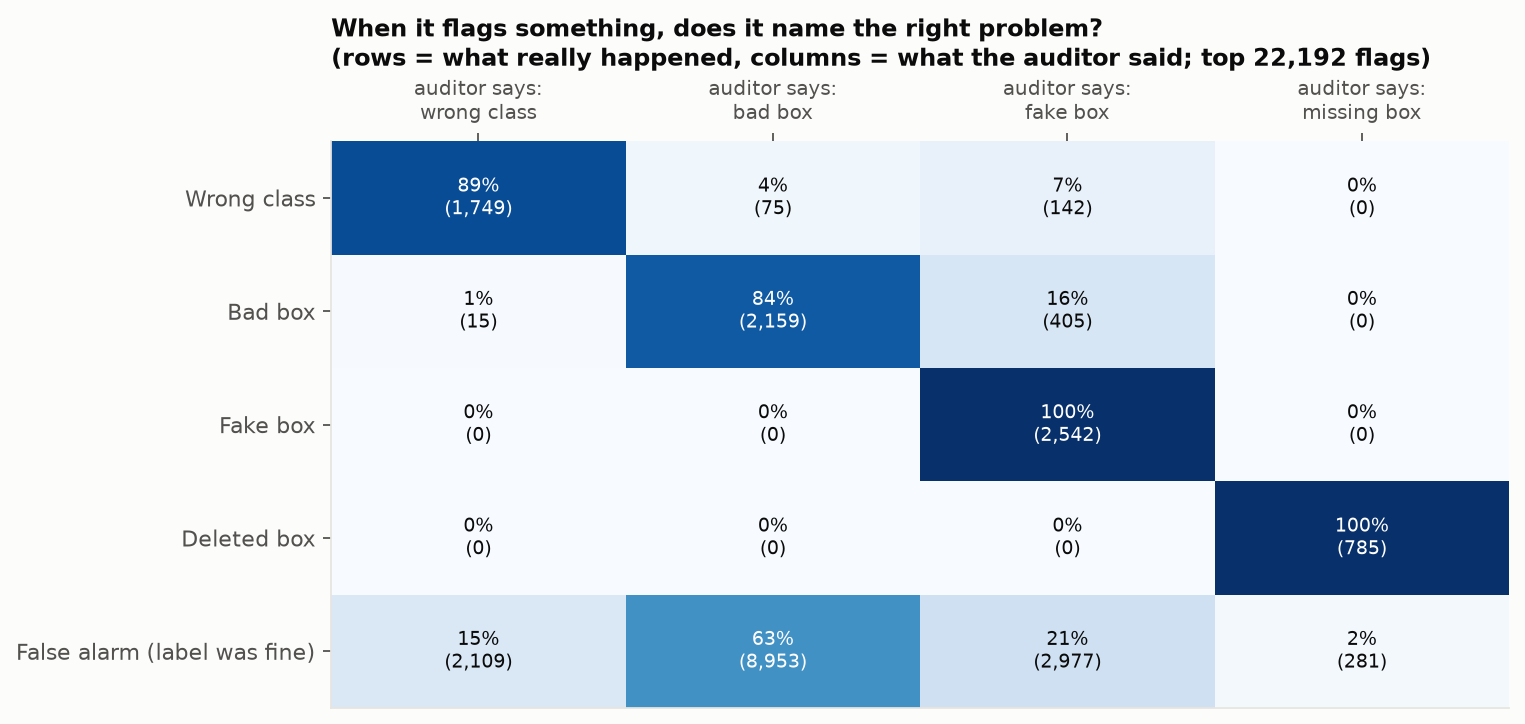 When it flags something, does it name the right problem?
(rows = what really happened, columns = what the auditor said; top 22,192 flags)
auditor says:
wrong class
auditor says:
bad box
auditor says:
fake box
auditor says:
missing box
Wrong class
89%
(1,749)
4%
(75)
7%
(142)
0%
(0)
Bad box
1%
(15)
84%
(2,159)
16%
(405)
0%
(0)
Fake box
0%
(0)
0%
(0)
100%
(2,542)
0%
(0)
Deleted box
0%
(0)
0%
(0)
0%
(0)
100%
(785)
False alarm (label was fine)
15%
(2,109)
63%
(8,953)
21%
(2,977)
2%
(281)